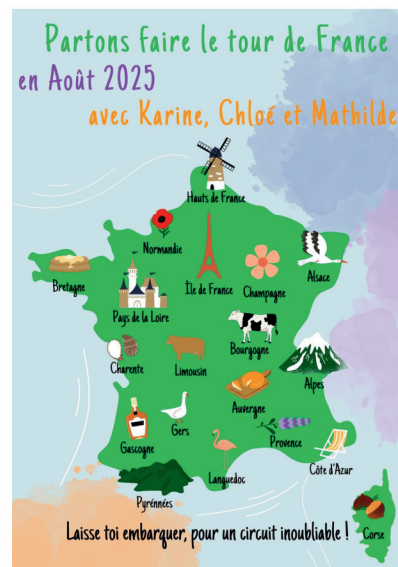 Partons faire le tour de France
en Août 2025
avec Karine, Chloé et Mathilde
Hauts de France
Normandie
Bretagne
Île de France
Champagne
Alsace
Pays de la Loire
Charente
Limousin
Bourgogne
Alpes
Auvergne
Gascogne
Gers
Provence
Languedoc
Côte d'Azur
Pyrénnées
Laisse toi embarquer, pour un circuit inoubliable !
Corse